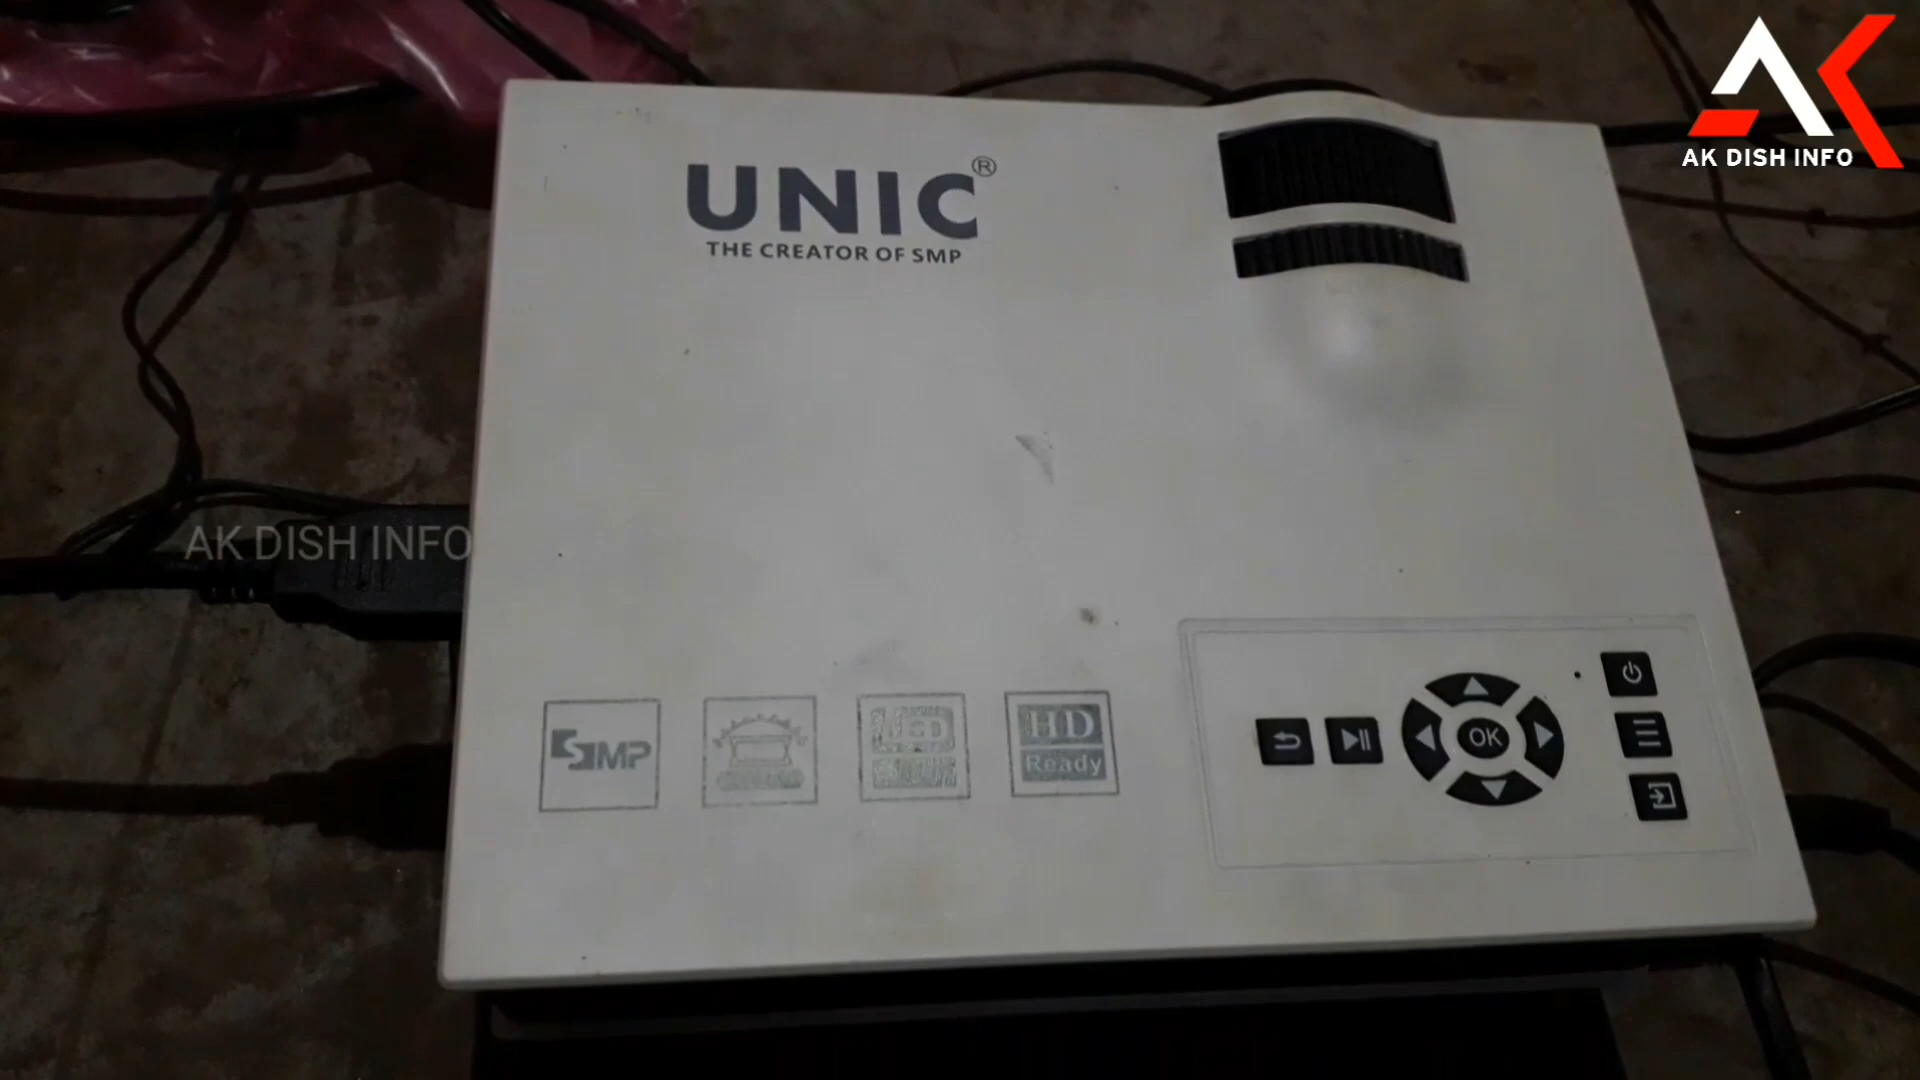 AK DISH INFO
UNIC®
THE CREATOR OF SMP
AK DISH INFO
SMP
HD
Ready
OK